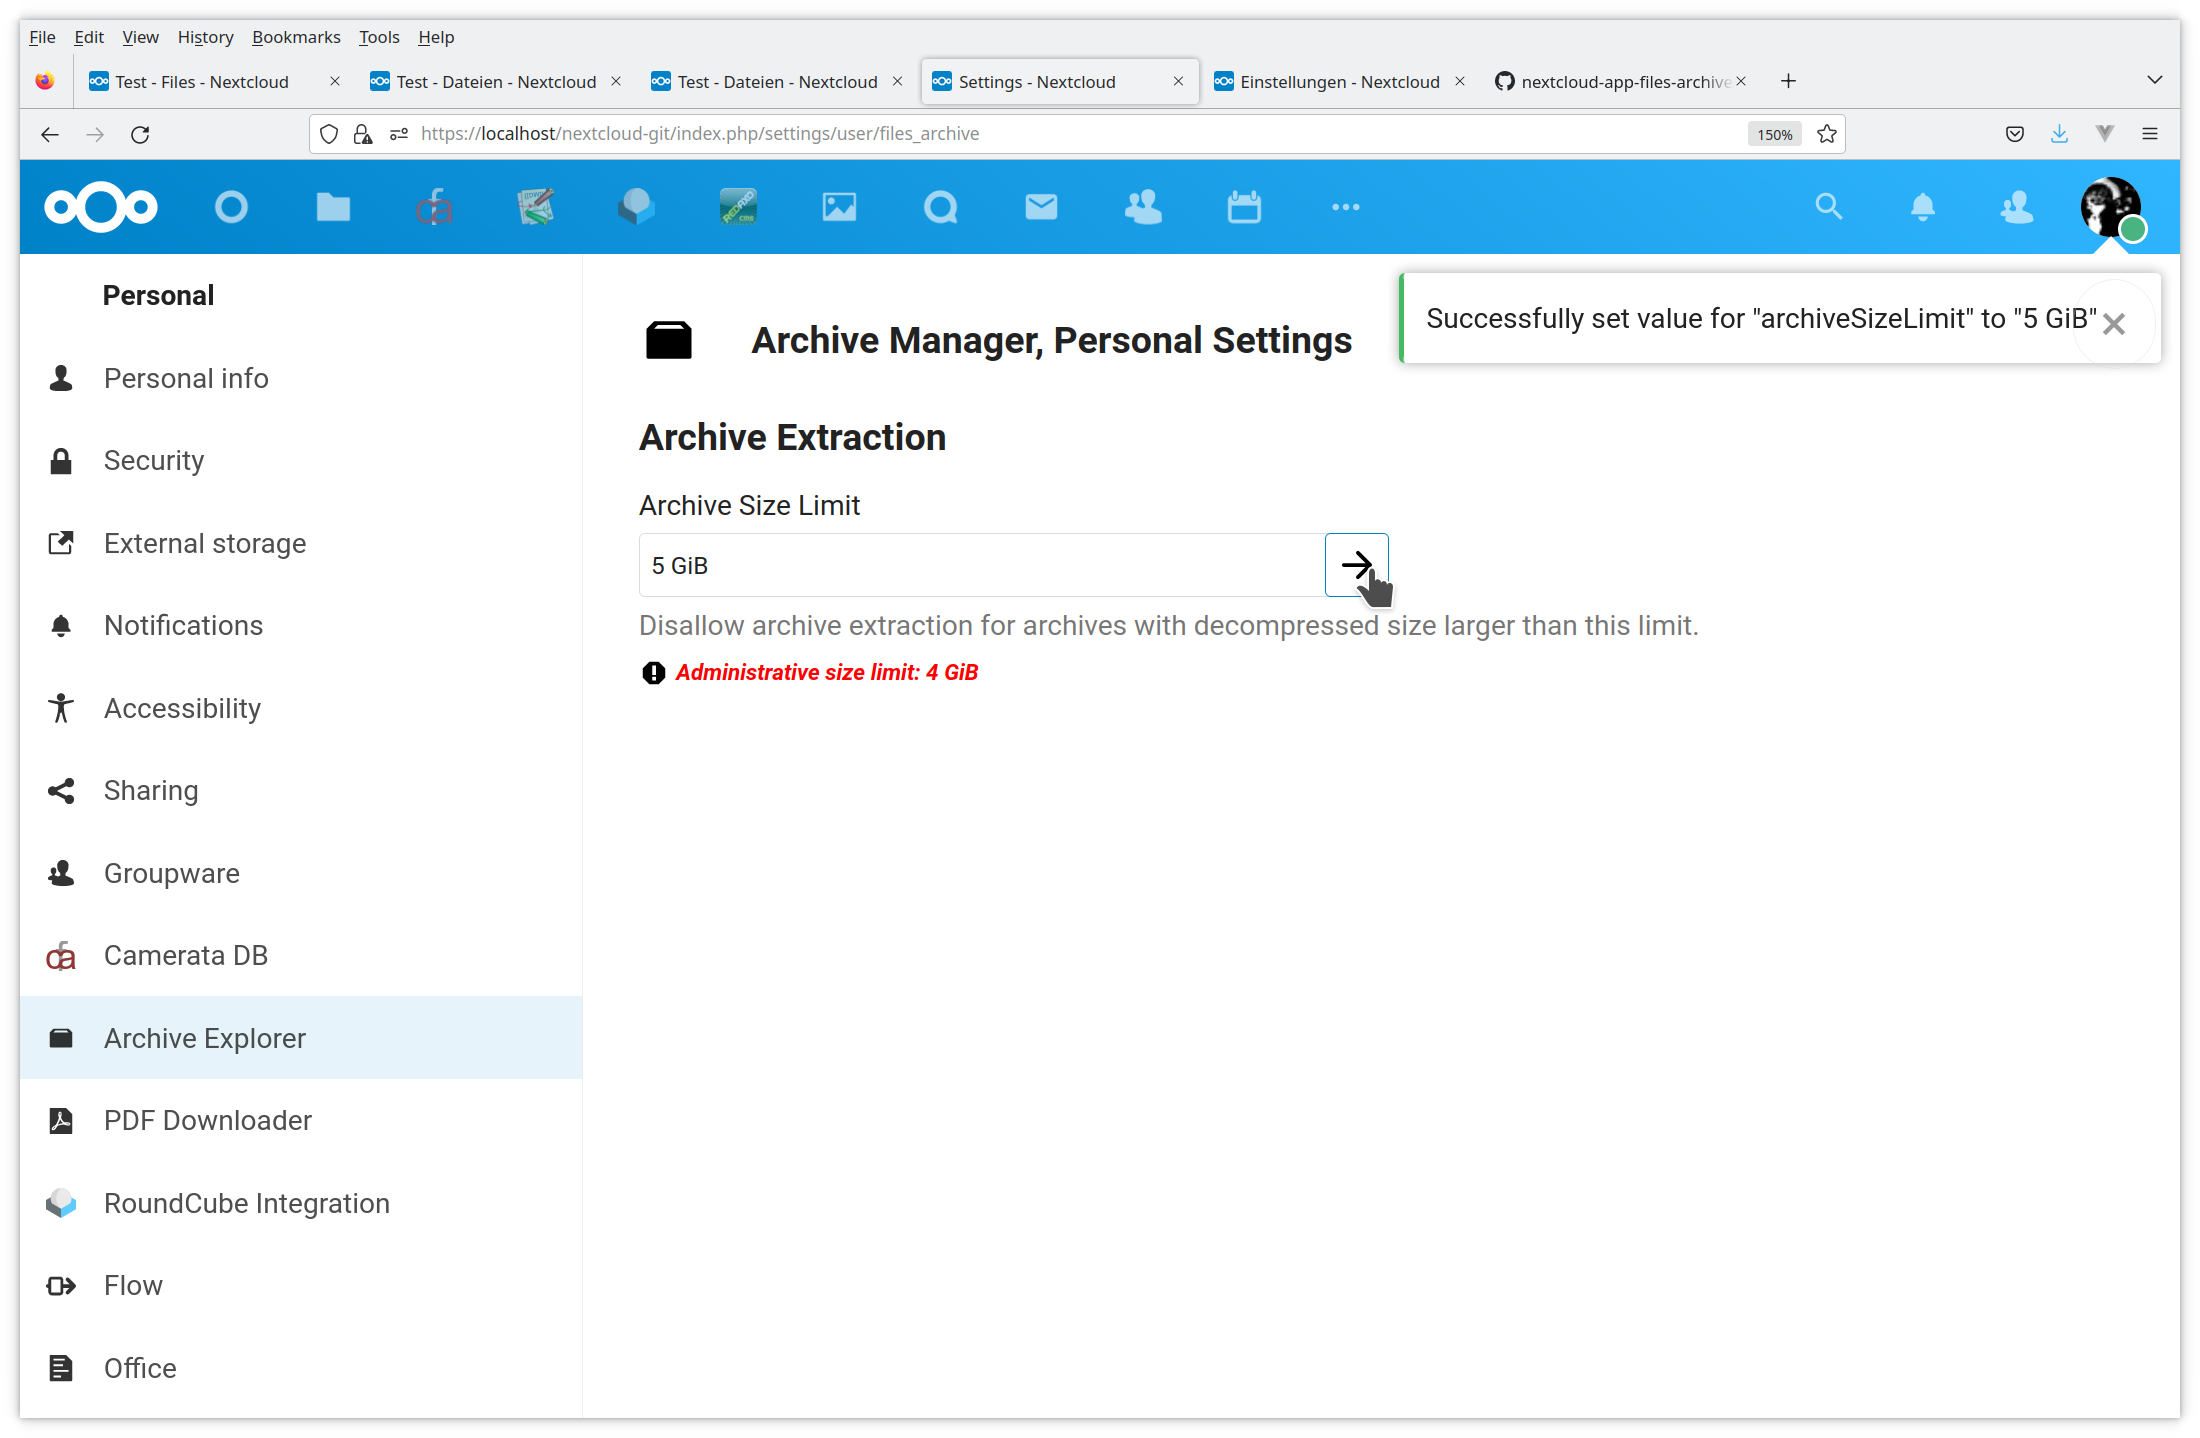 File Edit View History Bookmarks Tools Help
Test - Files - Nextcloud Test - Dateien - Nextcloud Test - Dateien - Nextcloud Settings - Nextcloud Einstellungen - Nextcloud nextcloud-app-files-archive
https://localhost/nextcloud-git/index.php/settings/user/files_archive 150%
Personal
Successfully set value for "archiveSizeLimit" to "5 GiB"
Archive Manager, Personal Settings
Personal info
Archive Extraction
Security
Archive Size Limit
External storage
5 GiB
Notifications
Disallow archive extraction for archives with decompressed size larger than this limit.
Administrative size limit: 4 GiB
Accessibility
Sharing
Groupware
Camerata DB
Archive Explorer
PDF Downloader
RoundCube Integration
Flow
Office